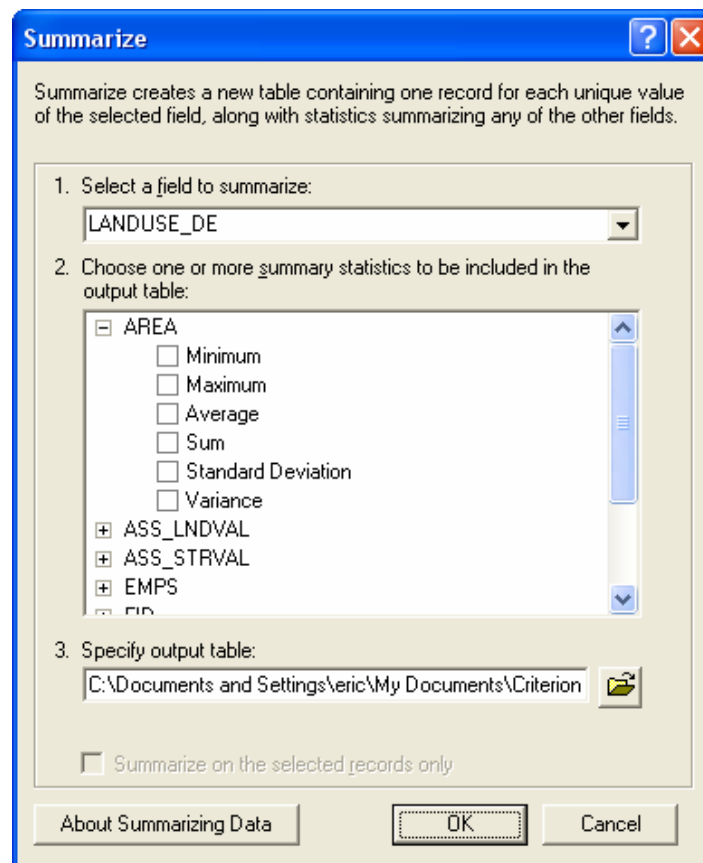 Summarize
Summarize creates a new table containing one record for each unique value
of the selected field, along with statistics summarizing any of the other fields.
1. Select a field to summarize:
LANDUSE_DE
2. Choose one or more summary statistics to be included in the
output table:
AREA
Minimum
Maximum
Average
Sum
Standard Deviation
Variance
ASS_LNDVAL
ASS_STRVAL
EMPS
3. Specify output table:
C:\Documents and Settings\eric\My Documents\Criterion
Summarize on the selected records only
About Summarizing Data
OK
Cancel